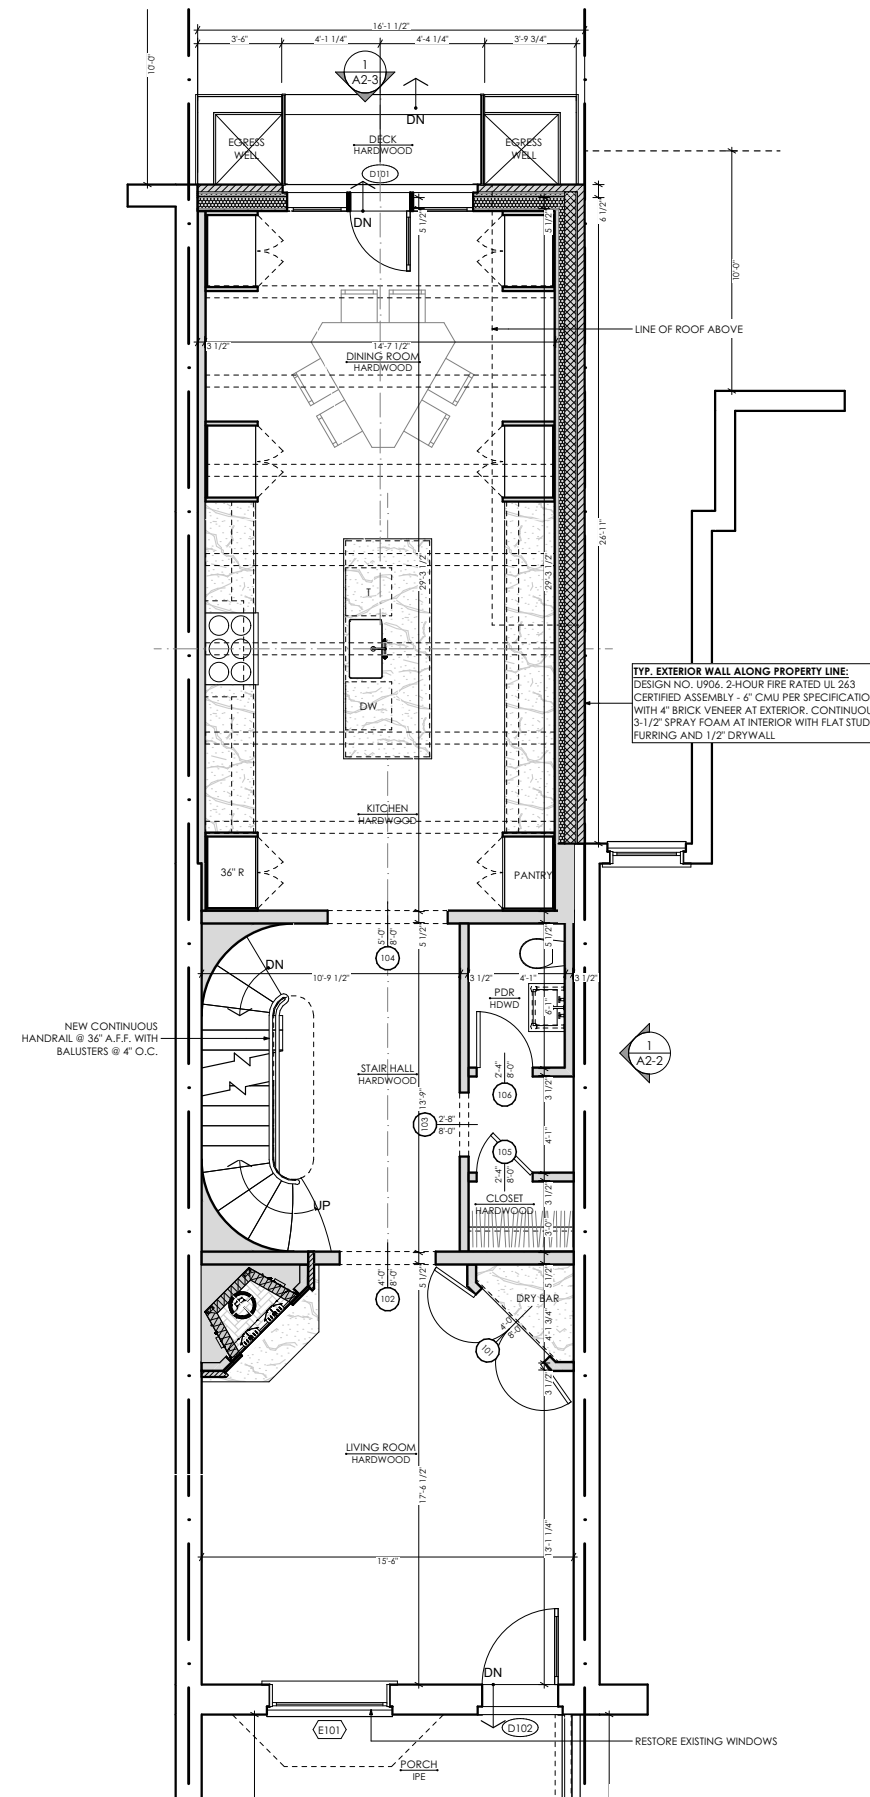 16'-1 1/2"
3'-6"
4'-1 1/4"
4'-4 1/4"
3'-9 3/4"
10'-0"
1
A2-3
DN
EGRESS
WELL
DECK
HARDWOOD
EGRESS
WELL
D101
DN
5 1/2"
5 1/2"
6 1/2"
10'-0"
LINE OF ROOF ABOVE
3 1/2"
14'-7 1/2"
DINING ROOM
HARDWOOD
26'-11"
29'-3 1/2"
29'-3 1/2"
T
DW
TYP. EXTERIOR WALL ALONG PROPERTY LINE:
DESIGN NO. U906. 2-HOUR FIRE RATED UL 263
CERTIFIED ASSEMBLY - 6" CMU PER SPECIFICATIO
WITH 4" BRICK VENEER AT EXTERIOR. CONTINUOU
3-1/2" SPRAY FOAM AT INTERIOR WITH FLAT STUD
FURRING AND 1/2" DRYWALL
KITCHEN
HARDWOOD
36" R
PANTRY
5'-0"
8'-0"
5 1/2"
5 1/2"
104
DN
10'-9 1/2"
3 1/2"
4'-1"
3 1/2"
PDR
HDWD
6'-1"
NEW CONTINUOUS
HANDRAIL @ 36" A.F.F. WITH
BALUSTERS @ 4" O.C.
1
A2-2
STAIR HALL
HARDWOOD
2'-4"
8'-0"
106
3 1/2"
13'-9"
103
2'-8"
8'-0"
4'-1"
105
2'-4"
8'-0"
3 1/2"
UP
CLOSET
HARDWOOD
3'-0"
4'-0"
8'-0"
5 1/2"
5 1/2"
102
DRY BAR
4'-0"
8'-0"
101
4'-1 3/4"
3 1/2"
LIVING ROOM
HARDWOOD
17'-6 1/2"
13'-1 1/4"
15'-6"
DN
E101
D102
RESTORE EXISTING WINDOWS
PORCH
IPE